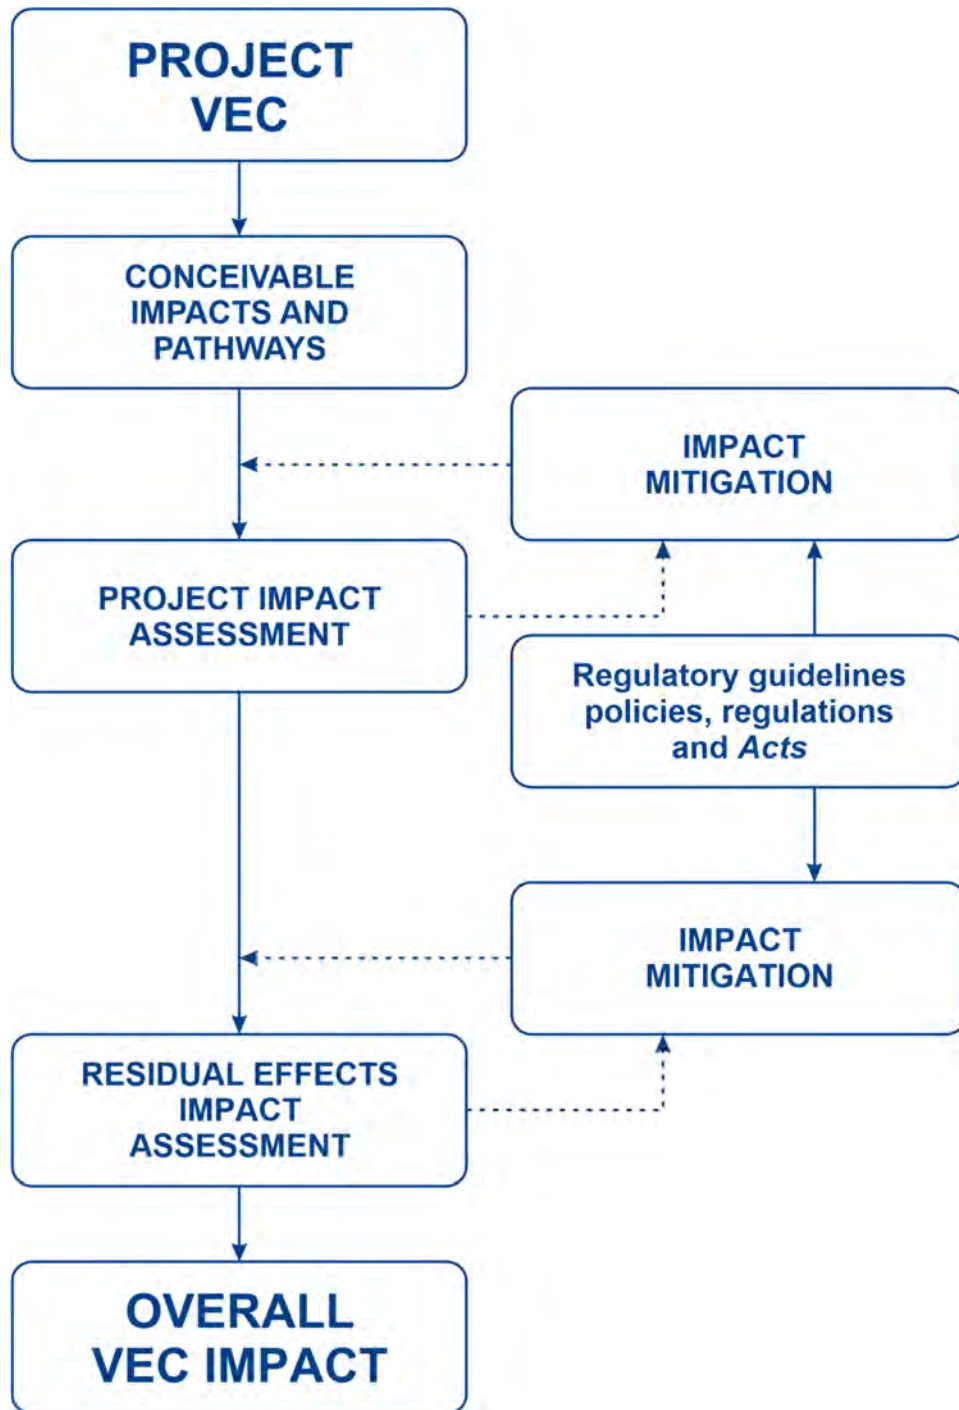 PROJECT
VEC
CONCEIVABLE
IMPACTS AND
PATHWAYS
IMPACT
MITIGATION
PROJECT IMPACT
ASSESSMENT
Regulatory guidelines
policies, regulations
and Acts
IMPACT
MITIGATION
RESIDUAL EFFECTS
IMPACT
ASSESSMENT
OVERALL
VEC IMPACT